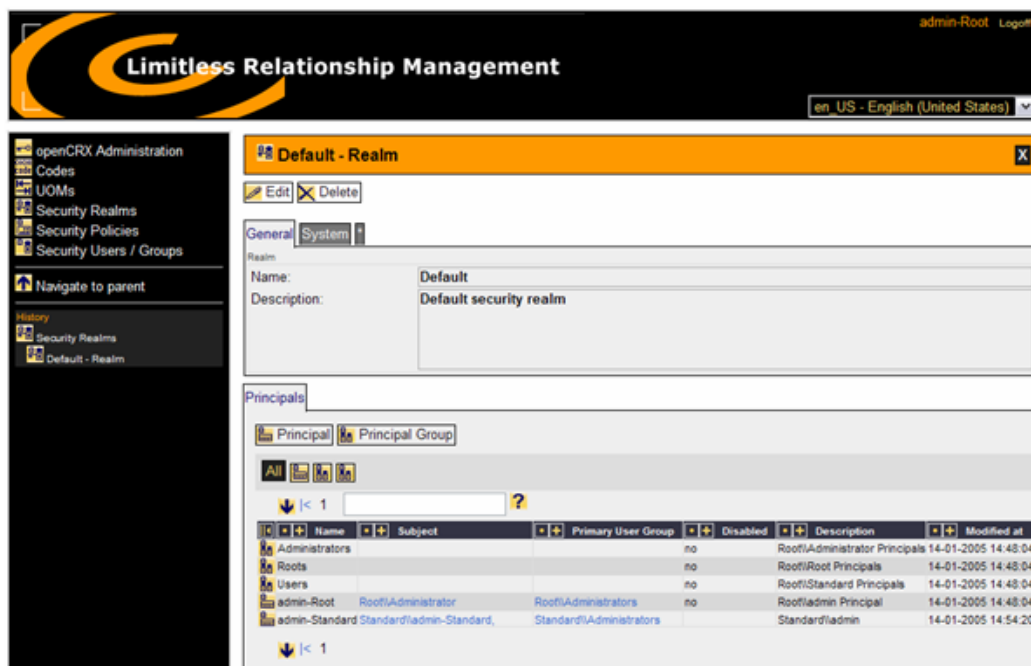 admin-Root Logoff
Limitless Relationship Management
en_US - English (United States)
openCRX Administration
Codes
UOMs
Security Realms
Security Policies
Security Users / Groups
Navigate to parent
History
Security Realms
Default - Realm
Default - Realm X
Edit Delete
General System *
Realm
Name: Default
Description: Default security realm
Principals
Principal Principal Group
All
|< 1 ?
Name Subject Primary User Group Disabled Description Modified at
Administrators no Root\\Administrator Principals 14-01-2005 14:48:04
Roots no Root\\Root Principals 14-01-2005 14:48:04
Users no Root\\Standard Principals 14-01-2005 14:48:04
admin-Root Root\\Administrator Root\\Administrators no Root\\admin Principal 14-01-2005 14:48:04
admin-Standard Standard\\admin-Standard, Standard\\Administrators Standard\\admin 14-01-2005 14:54:20
|< 1